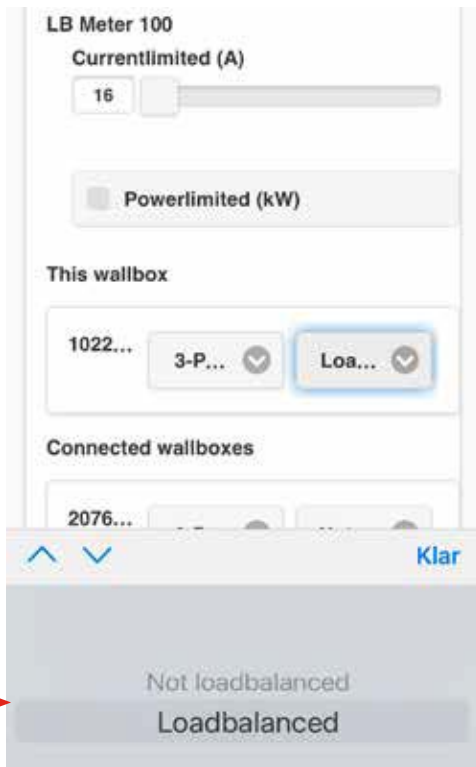 LB Meter 100
Currentlimited (A)
16
Powerlimited (kW)
This wallbox
1022... 3-P... Loa...
Connected wallboxes
2076...
Klar
Not loadbalanced
Loadbalanced